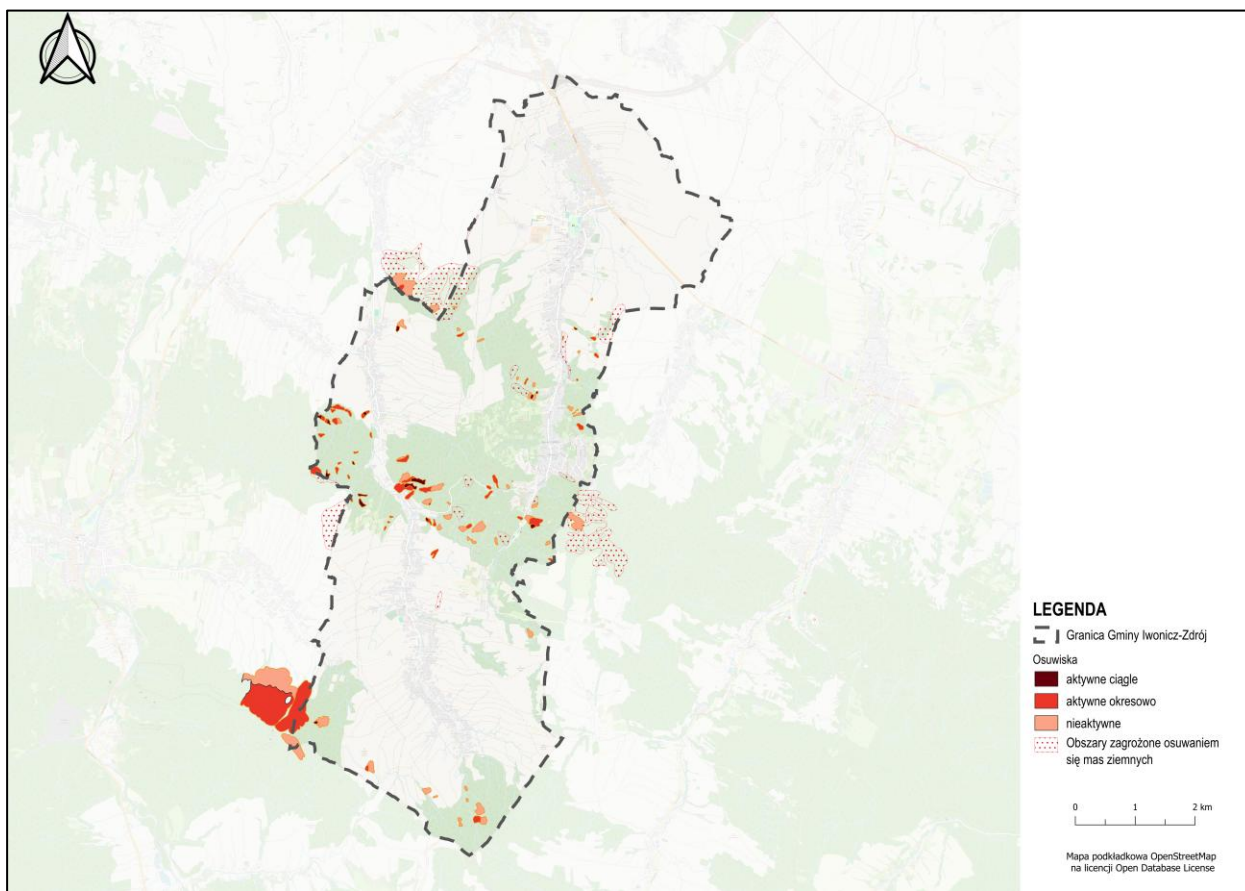 LEGENDA
Granica Gminy Iwonicz-Zdrój
Osuwiska
aktywne ciągle
aktywne okresowo
nieaktywne
Obszary zagrożone osuwaniem
się mas ziemnych
0 1 2 km
Mapa podkładkowa OpenStreetMap
na licencji Open Database License